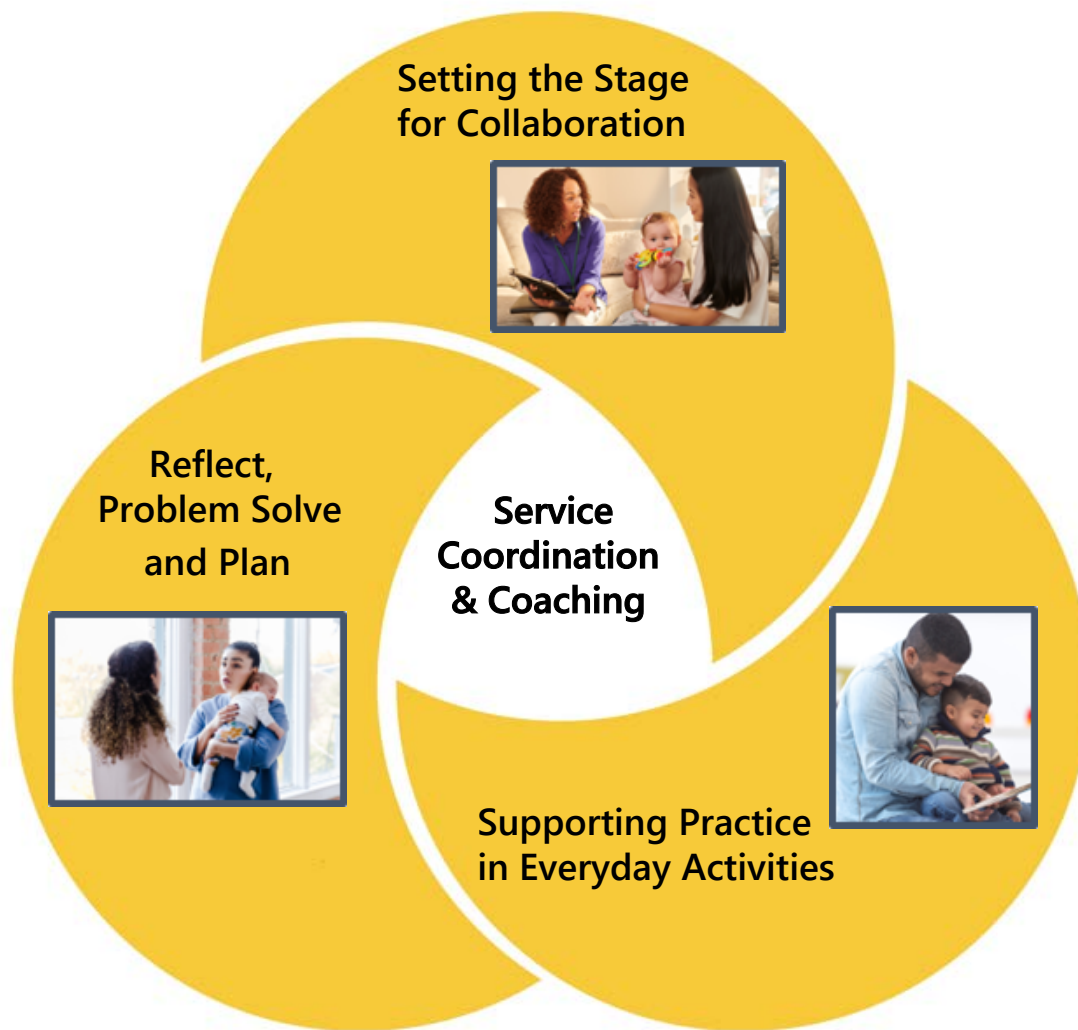 Setting the Stage
for Collaboration
Reflect,
Problem Solve
and Plan
Service
Coordination
& Coaching
Supporting Practice
in Everyday Activities